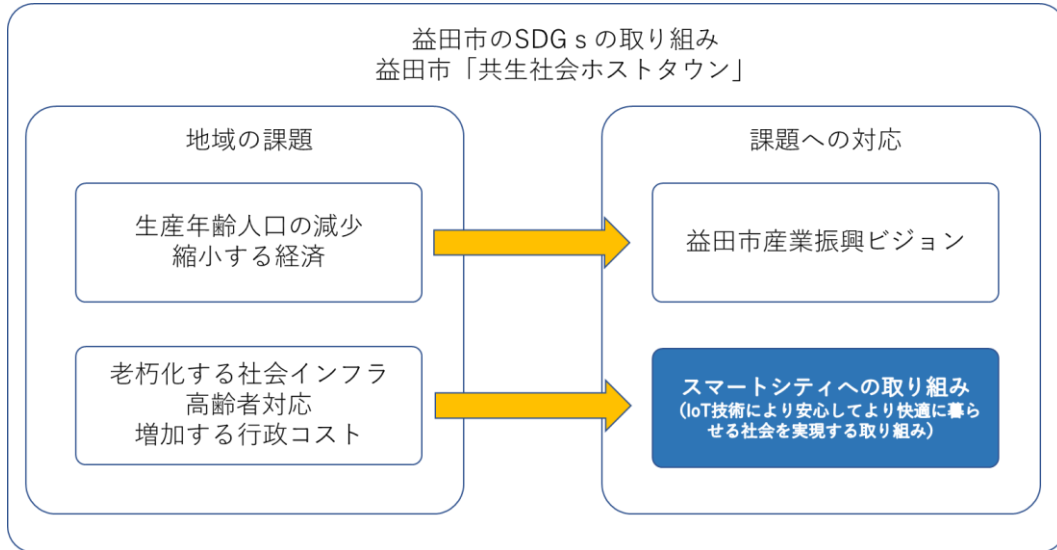 益田市のSDGｓの取り組み
益田市「共生社会ホストタウン」
地域の課題
生産年齢人口の減少
縮小する経済
老朽化する社会インフラ
高齢者対応
増加する行政コスト
課題への対応
益田市産業振興ビジョン
スマートシティへの取り組み
（IoT技術により安心してより快適に暮ら
せる社会を実現する取り組み）